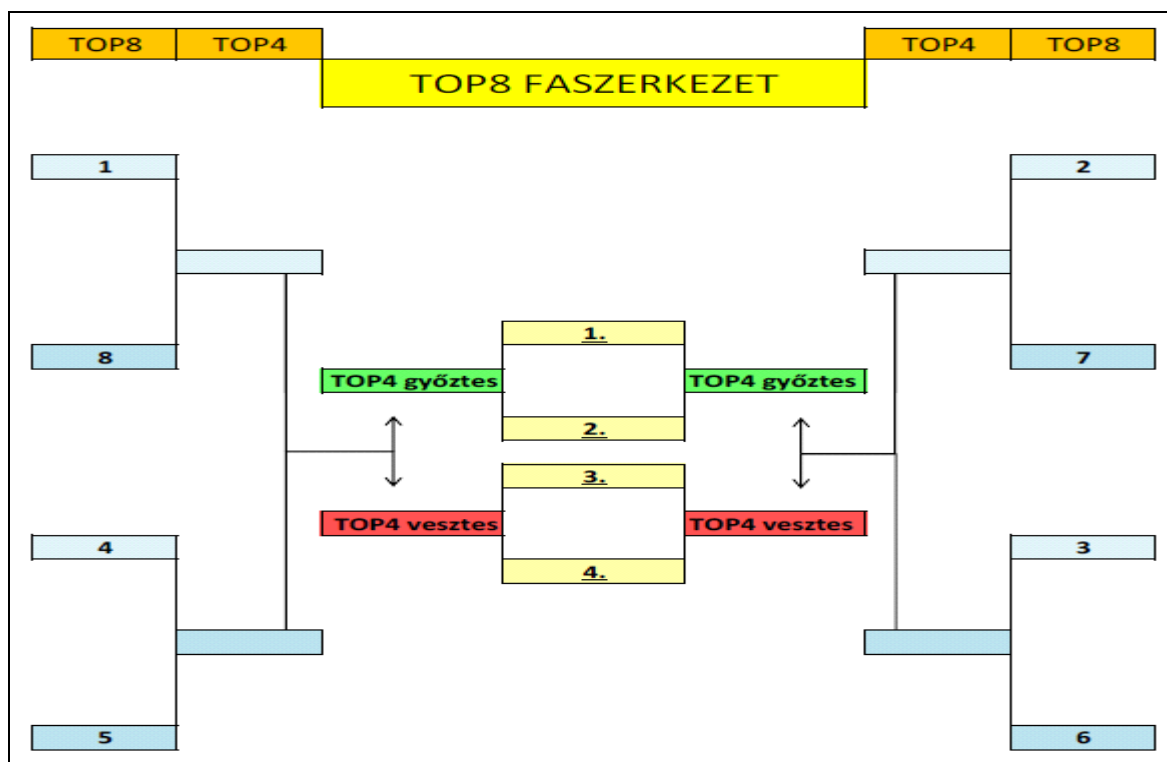 TOP8 TOP4 TOP4 TOP8
TOP8 FASZERKEZET
1 2
1.
8 7
TOP4 győztes TOP4 győztes
2.
3.
TOP4 vesztes TOP4 vesztes
4 3
4.
5 6